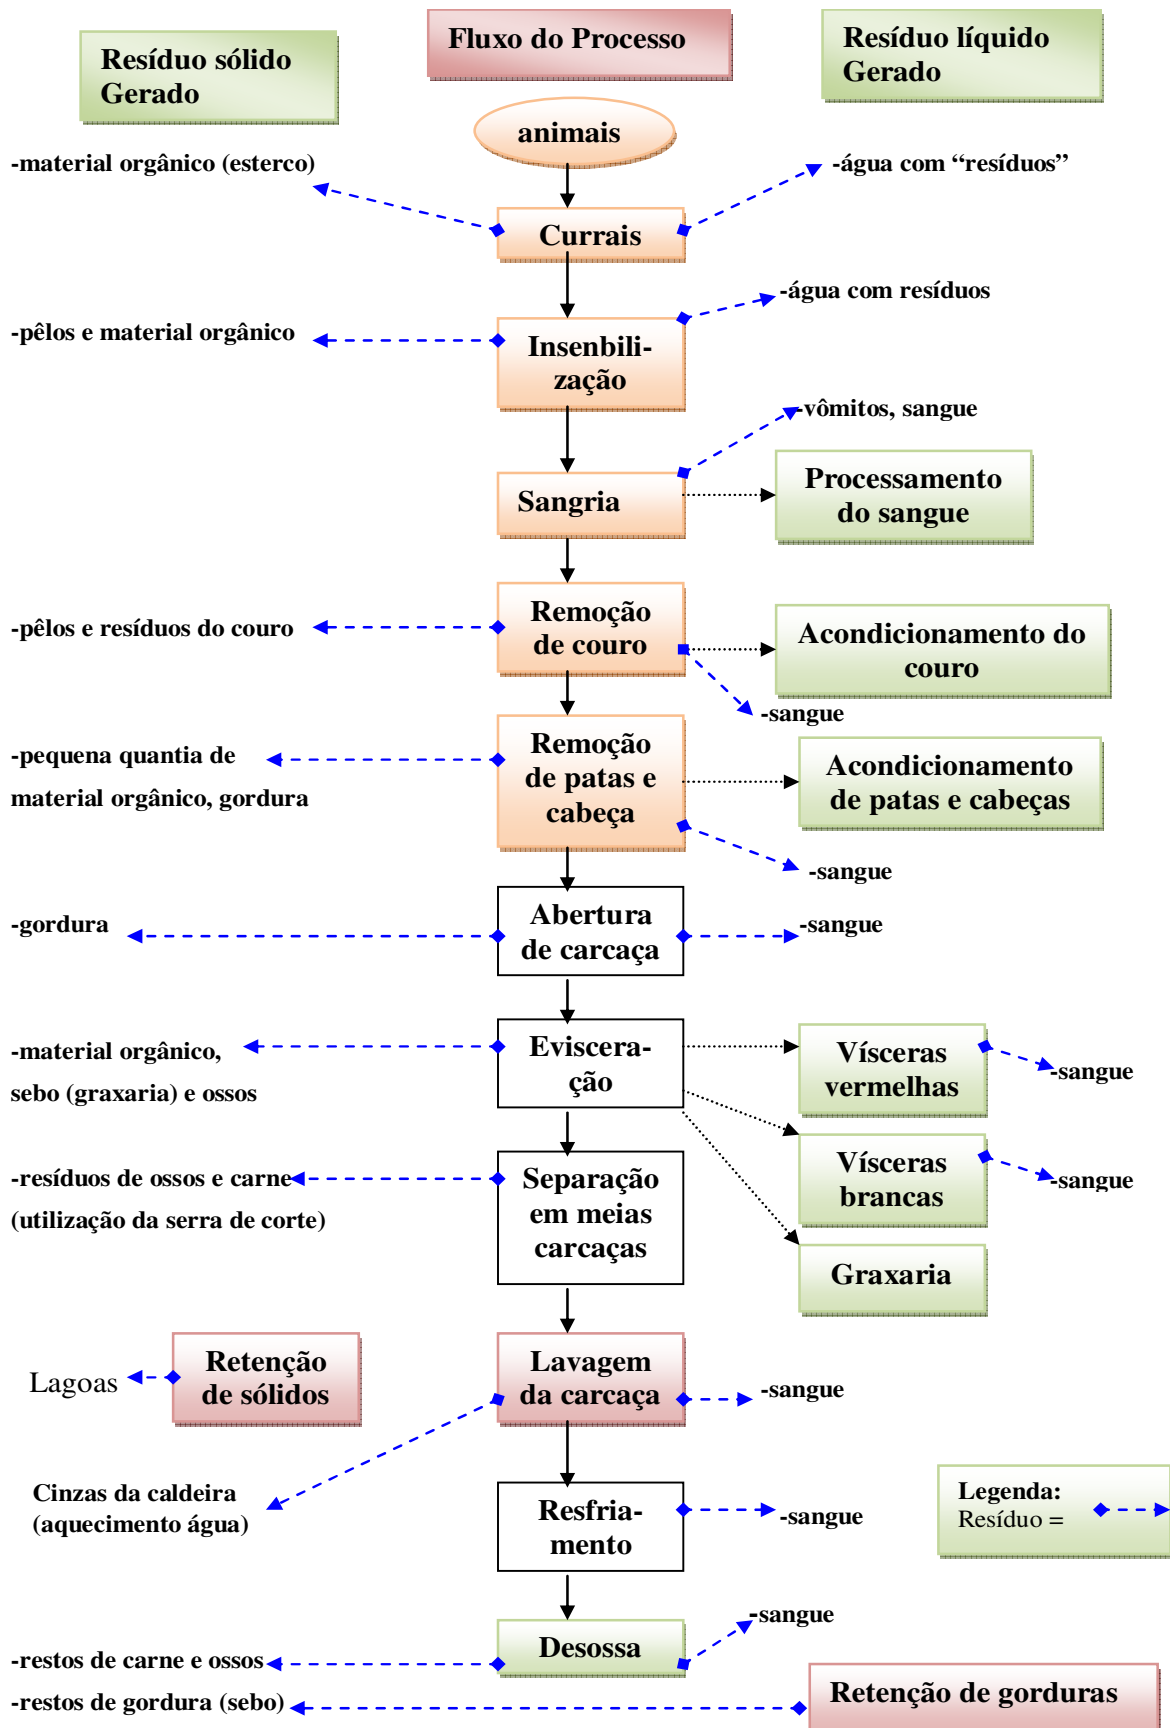 Resíduo sólido
Gerado
Fluxo do Processo
Resíduo líquido
Gerado
animais
-material orgânico (esterco)
-água com “resíduos”
Currais
-água com resíduos
-pêlos e material orgânico
Insenbili-
zação
-vômitos, sangue
Sangria
Processamento
do sangue
-pêlos e resíduos do couro
Remoção
de couro
Acondicionamento do
couro
-sangue
-pequena quantia de
material orgânico, gordura
Remoção
de patas e
cabeça
Acondicionamento
de patas e cabeças
-sangue
-gordura
Abertura
de carcaça
-sangue
-material orgânico,
sebo (graxaria) e ossos
Eviscera-
ção
Vísceras
vermelhas
-sangue
-resíduos de ossos e carne
(utilização da serra de corte)
Separação
em meias
carcaças
Vísceras
brancas
-sangue
Graxaria
Lagoas
Retenção
de sólidos
Lavagem
da carcaça
-sangue
Cinzas da caldeira
(aquecimento água)
Resfria-
mento
-sangue
Legenda:
Resíduo =
-sangue
Desossa
-restos de carne e ossos
-restos de gordura (sebo)
Retenção de gorduras